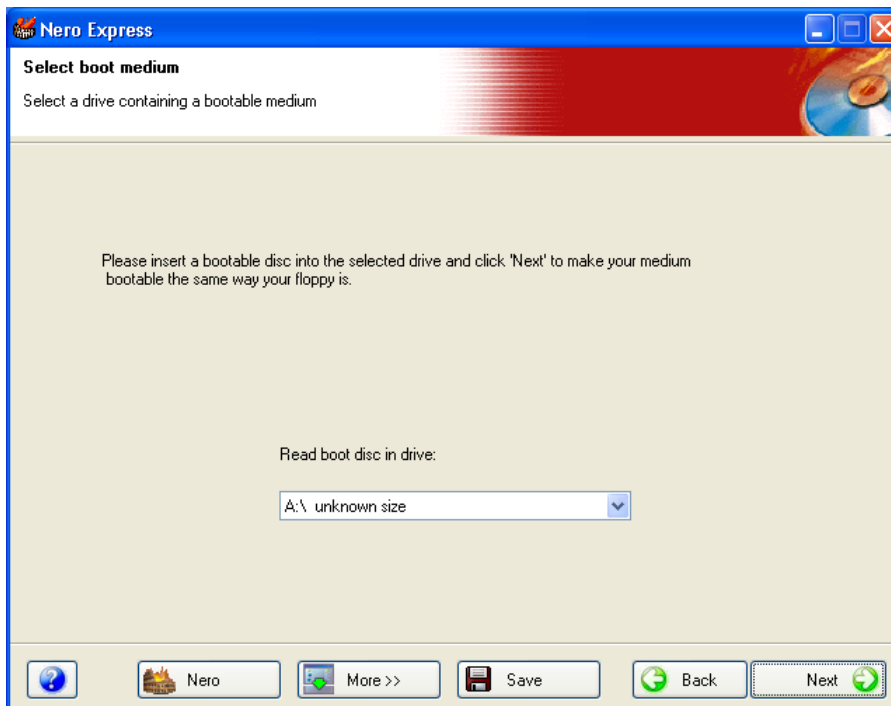 Nero Express
Select boot medium
Select a drive containing a bootable medium
Please insert a bootable disc into the selected drive and click 'Next' to make your medium
bootable the same way your floppy is.
Read boot disc in drive:
A:\ unknown size
? Nero More >> Save Back Next